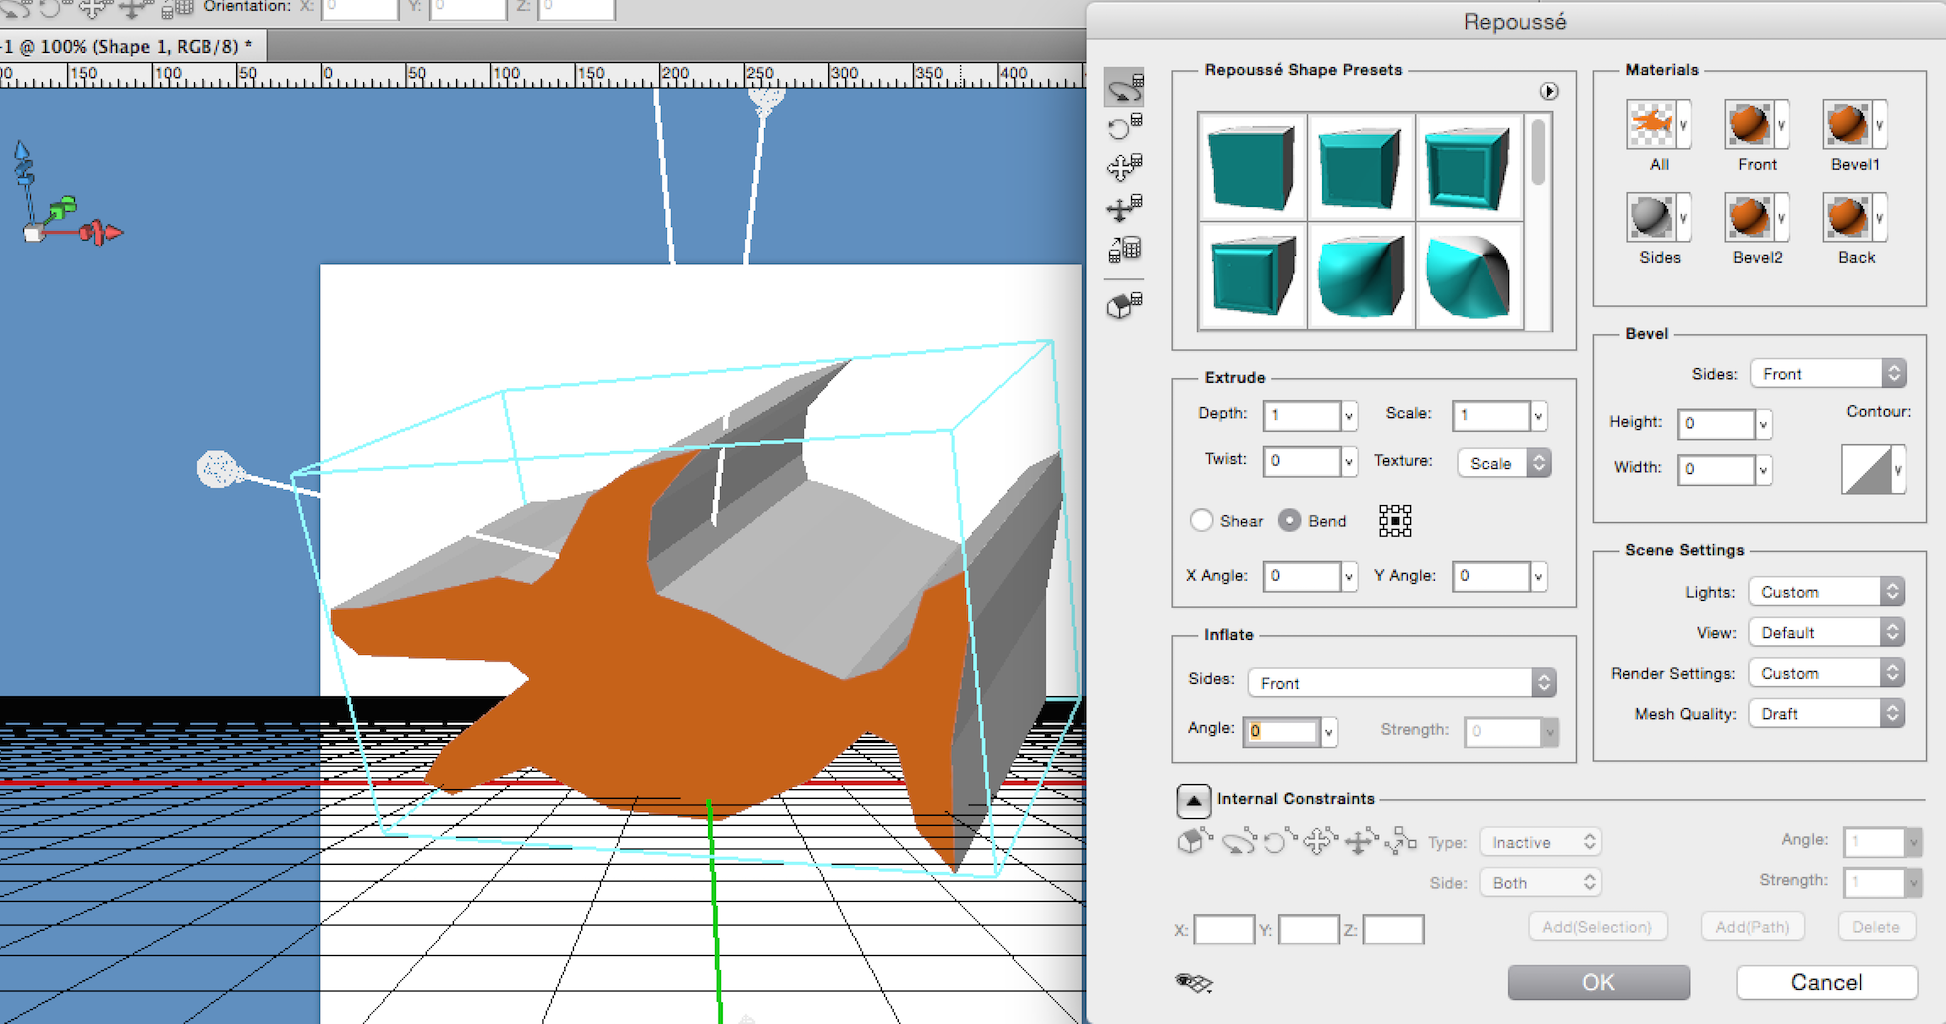 Orientation: X: 0 Y: 0 Z: 0
-1 @ 100% (Shape 1, RGB/8) *
150 100 50 0 50 100 150 200 250 300 350 400
Repoussé
Repoussé Shape Presets
Materials
All Front Bevel1
Sides Bevel2 Back
Extrude
Depth: 1 Scale: 1
Twist: 0 Texture: Scale
Shear Bend
X Angle: 0 Y Angle: 0
Bevel
Sides: Front
Height: 0 Contour:
Width: 0
Inflate
Sides: Front
Angle: 0 Strength: 0
Scene Settings
Lights: Custom
View: Default
Render Settings: Custom
Mesh Quality: Draft
Internal Constraints
Type: Inactive Angle: 1
Side: Both Strength: 1
X: Y: Z: Add(Selection) Add(Path) Delete
OK Cancel